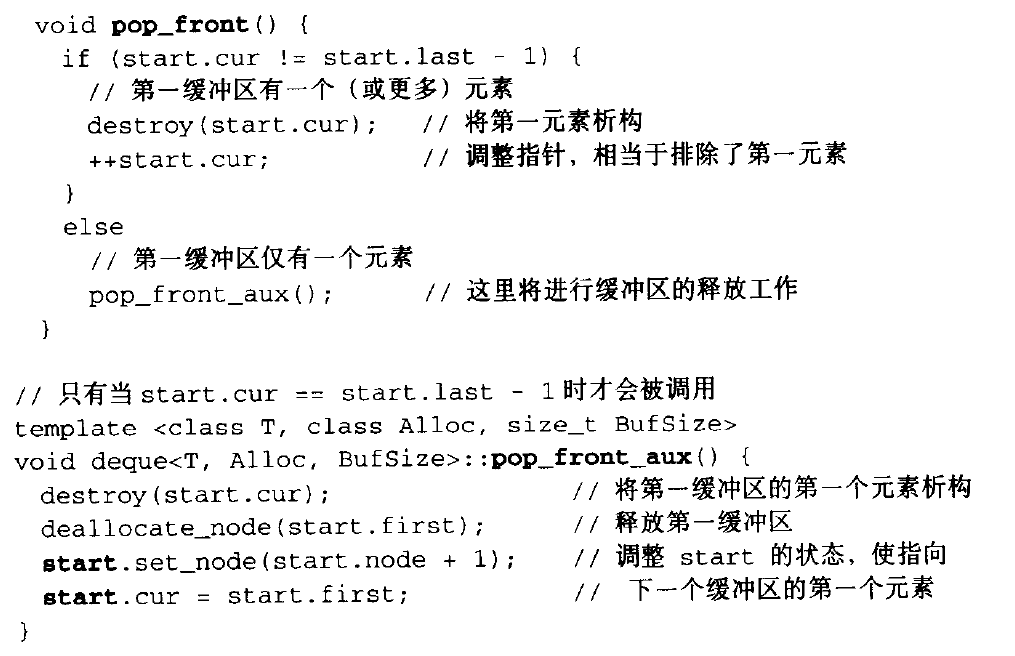 void pop_front() {
if (start.cur != start.last - 1) {
// 第一缓冲区有一个（或更多）元素
destroy(start.cur); // 将第一元素析构
++start.cur; // 调整指针，相当于排除了第一元素
}
else
// 第一缓冲区仅有一个元素
pop_front_aux(); // 这里将进行缓冲区的释放工作
}
// 只有当 start.cur == start.last - 1 时才会被调用
template <class T, class Alloc, size_t BufSize>
void deque<T, Alloc, BufSize>::pop_front_aux() {
destroy(start.cur); // 将第一缓冲区的第一个元素析构
deallocate_node(start.first); // 释放第一缓冲区
start.set_node(start.node + 1); // 调整 start 的状态，使指向
start.cur = start.first; // 下一个缓冲区的第一个元素
}